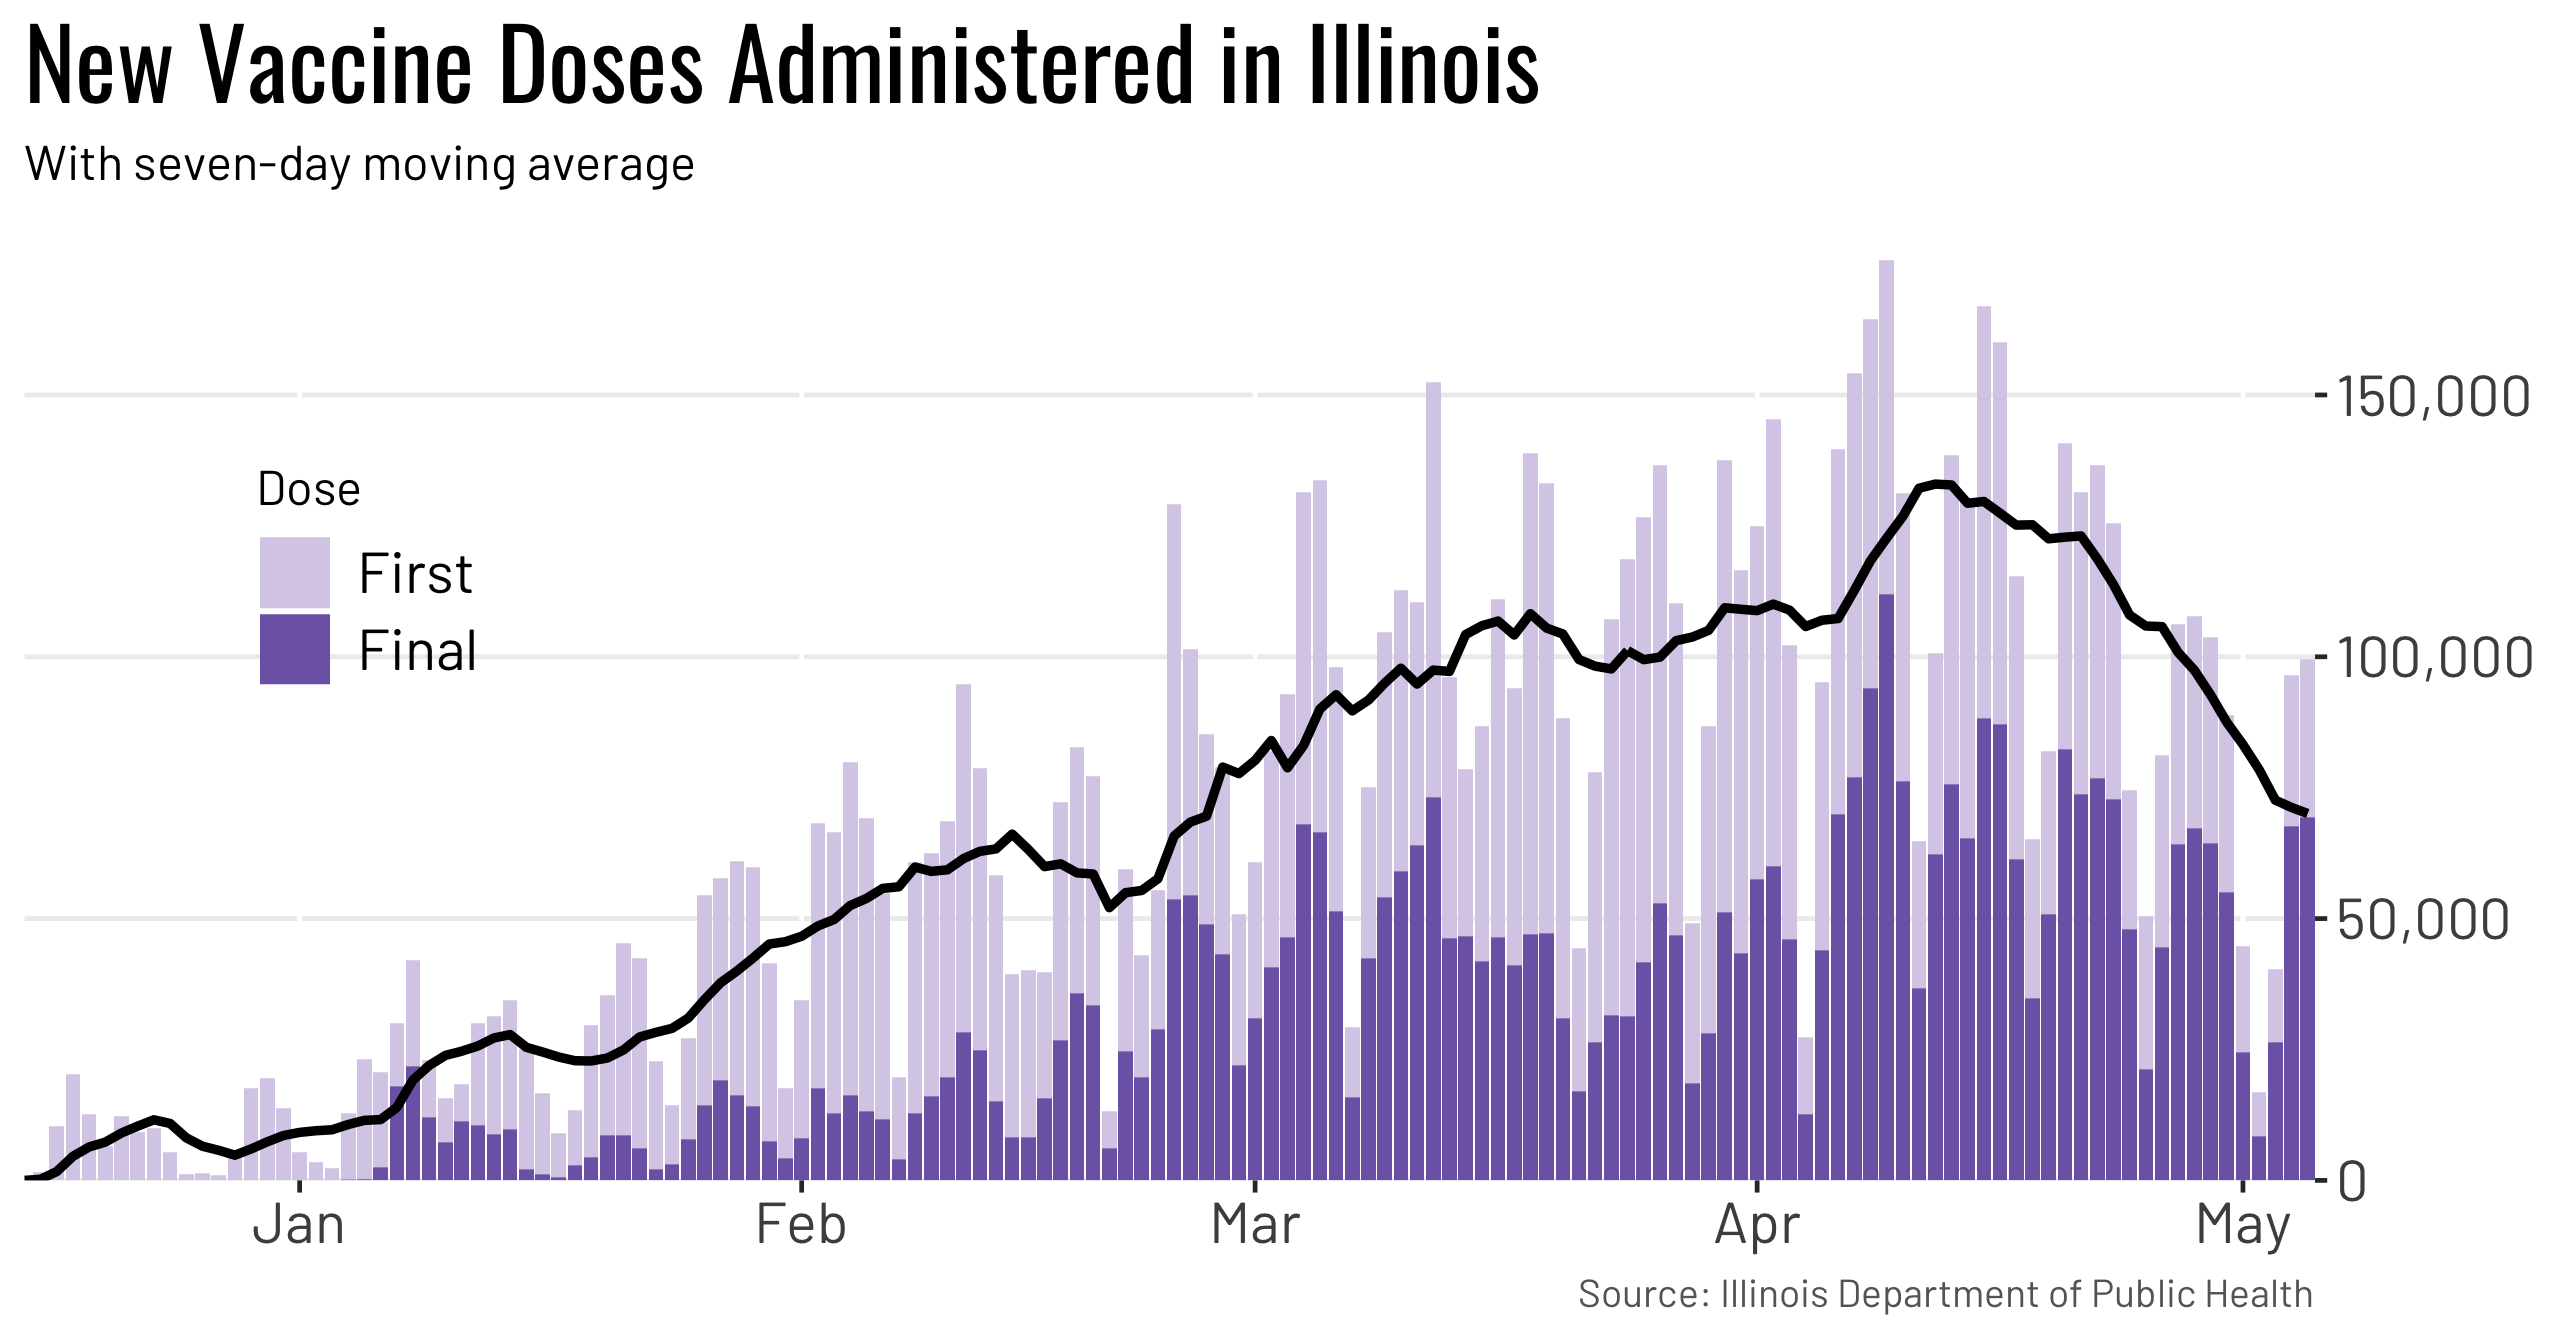 New Vaccine Doses Administered in Illinois
With seven-day moving average
150,000
Dose
First
100,000
Final
50,000
0
Jan Feb Mar Apr May
Source: Illinois Department of Public Health